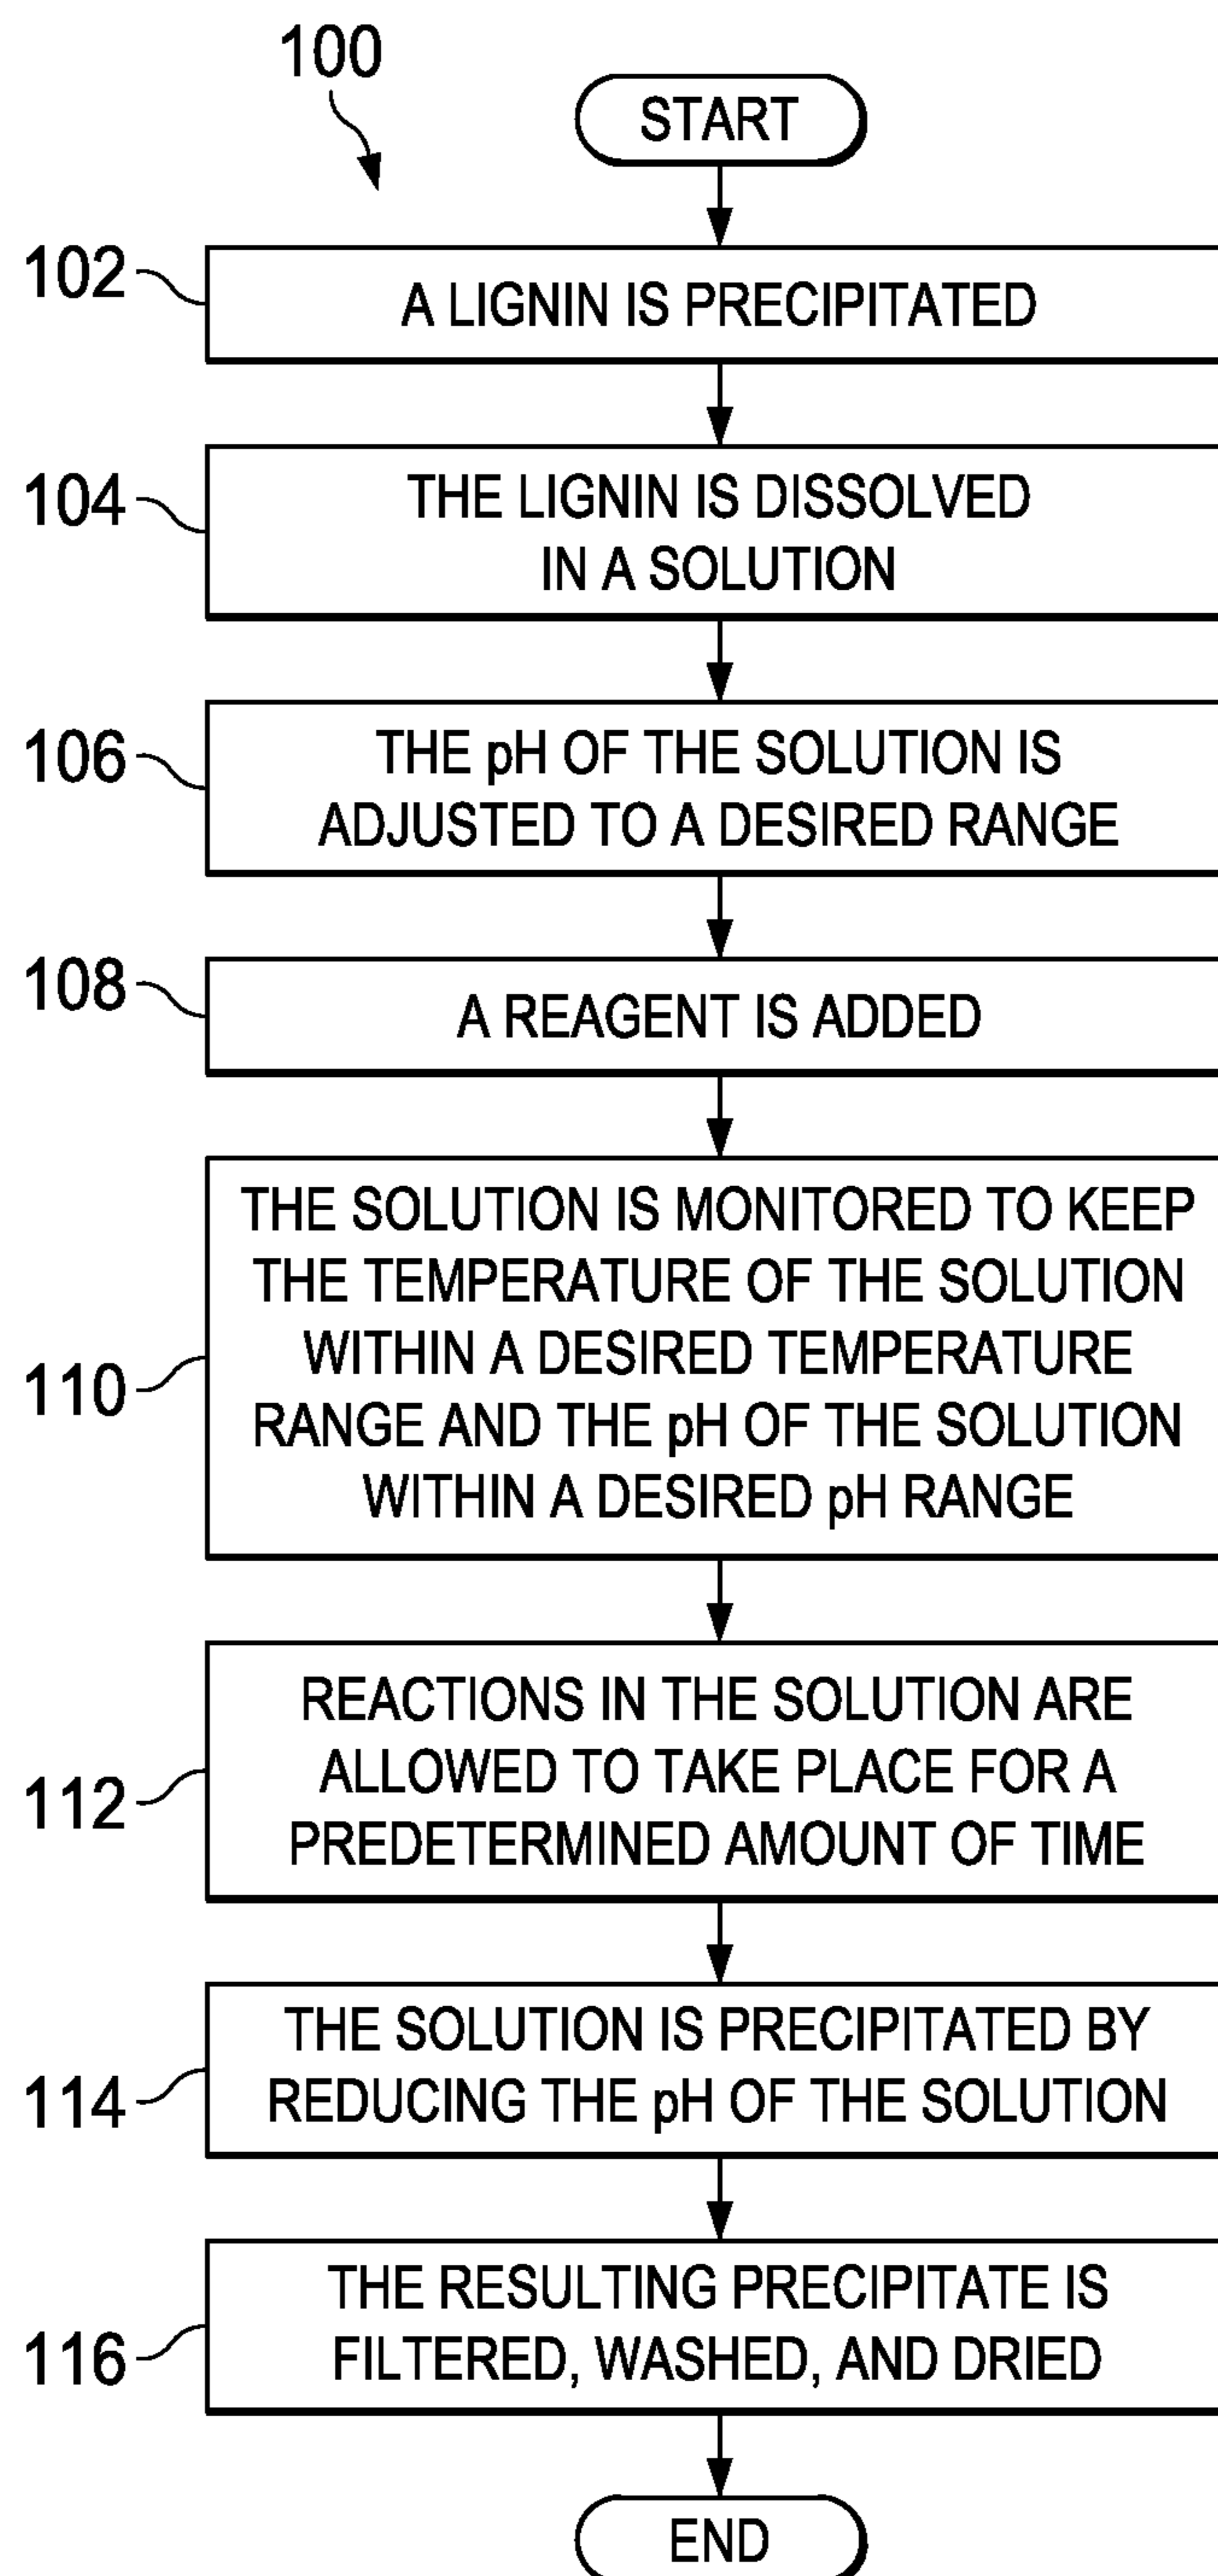 100
START
102
A LIGNIN IS PRECIPITATED
104
THE LIGNIN IS DISSOLVED
IN A SOLUTION
106
THE pH OF THE SOLUTION IS
ADJUSTED TO A DESIRED RANGE
108
A REAGENT IS ADDED
110
THE SOLUTION IS MONITORED TO KEEP
THE TEMPERATURE OF THE SOLUTION
WITHIN A DESIRED TEMPERATURE
RANGE AND THE pH OF THE SOLUTION
WITHIN A DESIRED pH RANGE
112
REACTIONS IN THE SOLUTION ARE
ALLOWED TO TAKE PLACE FOR A
PREDETERMINED AMOUNT OF TIME
114
THE SOLUTION IS PRECIPITATED BY
REDUCING THE pH OF THE SOLUTION
116
THE RESULTING PRECIPITATE IS
FILTERED, WASHED, AND DRIED
END